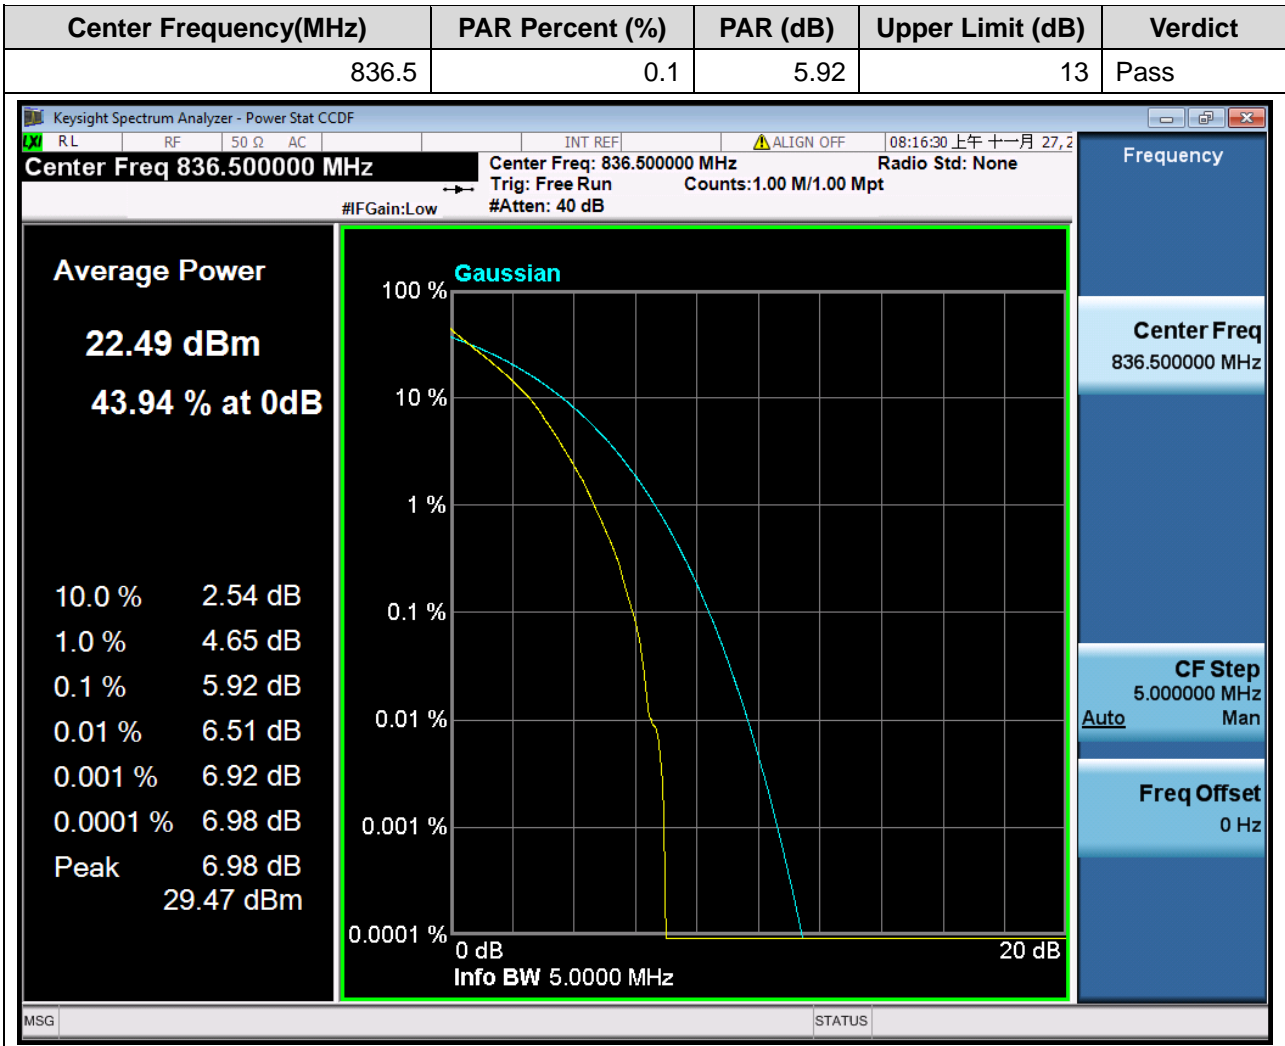 Center Frequency(MHz) PAR Percent (%) PAR (dB) Upper Limit (dB) Verdict
836.5 0.1 5.92 13 Pass
Keysight Spectrum Analyzer - Power Stat CCDF
LXI RL RF 50 Ω AC INT REF ALIGN OFF 08:16:30 上午 十一月 27, 2
Center Freq 836.500000 MHz
Center Freq: 836.500000 MHz Radio Std: None
Trig: Free Run Counts:1.00 M/1.00 Mpt
#IFGain:Low #Atten: 40 dB
Average Power
22.49 dBm
43.94 % at 0dB
10.0 % 2.54 dB
1.0 % 4.65 dB
0.1 % 5.92 dB
0.01 % 6.51 dB
0.001 % 6.92 dB
0.0001 % 6.98 dB
Peak 6.98 dB
29.47 dBm
Gaussian
100 %
10 %
1 %
0.1 %
0.01 %
0.001 %
0.0001 %
0 dB 20 dB
Info BW 5.0000 MHz
Frequency
Center Freq
836.500000 MHz
CF Step
5.000000 MHz
Auto Man
Freq Offset
0 Hz
MSG STATUS